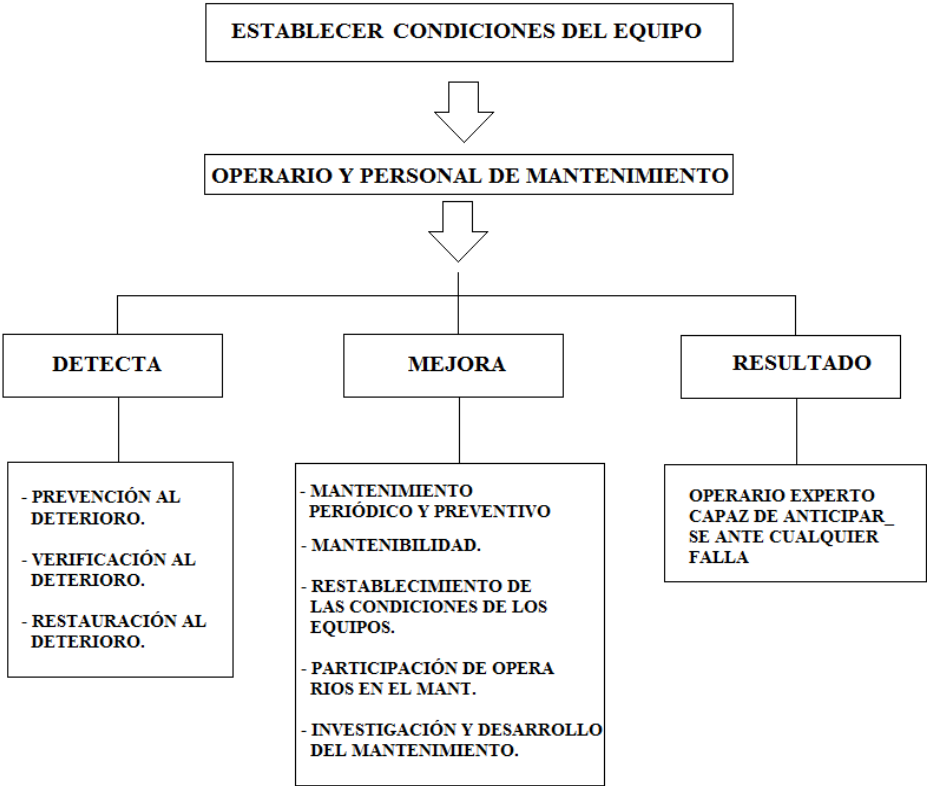 ESTABLECER CONDICIONES DEL EQUIPO
OPERARIO Y PERSONAL DE MANTENIMIENTO
DETECTA
MEJORA
RESULTADO
- PREVENCIÓN AL
DETERIORO.
- VERIFICACIÓN AL
DETERIORO.
- RESTAURACIÓN AL
DETERIORO.
- MANTENIMIENTO
PERIÓDICO Y PREVENTIVO
- MANTENIBILIDAD.
- RESTABLECIMIENTO DE
LAS CONDICIONES DE LOS
EQUIPOS.
- PARTICIPACIÓN DE OPERA
RIOS EN EL MANT.
- INVESTIGACIÓN Y DESARROLLO
DEL MANTENIMIENTO.
OPERARIO EXPERTO
CAPAZ DE ANTICIPAR_
SE ANTE CUALQUIER
FALLA